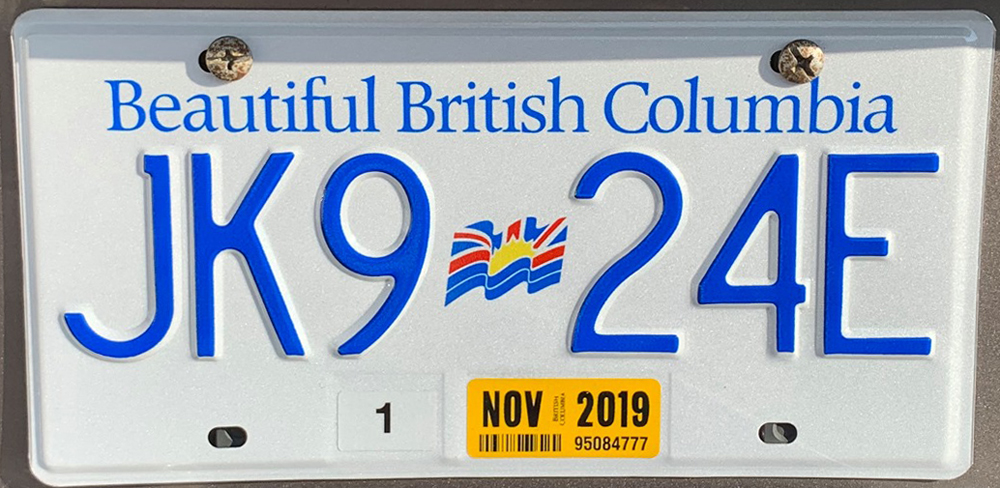 Beautiful British Columbia
JK9 24E
1
NOV BRITISH COLUMBIA 2019
95084777